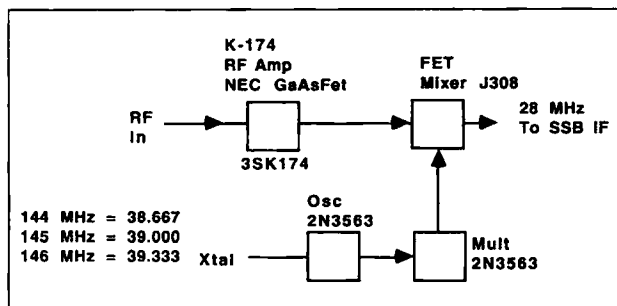 K-174
RF Amp
NEC GaAsFet
FET
Mixer J308
RF
In
28 MHz
To SSB IF
3SK174
144 MHz = 38.667
145 MHz = 39.000
146 MHz = 39.333
Xtal
Osc
2N3563
Mult
2N3563